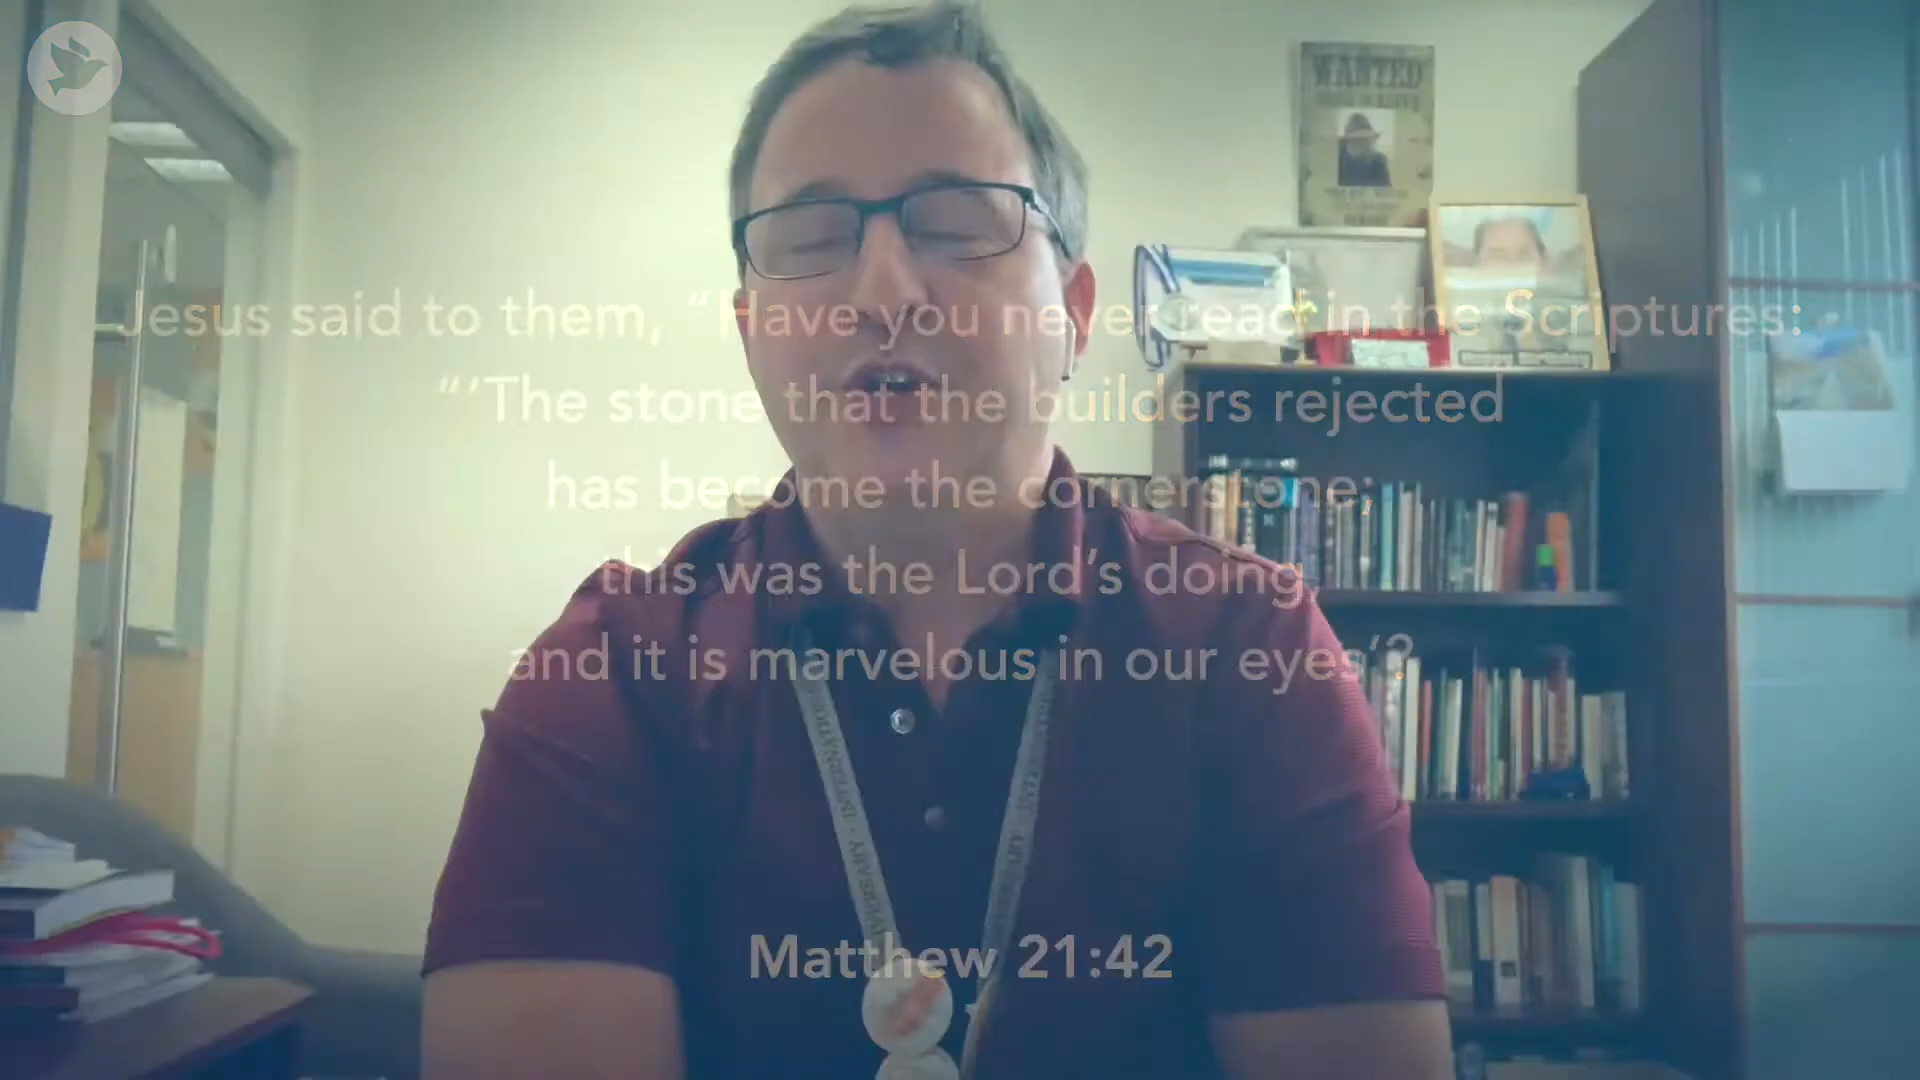 WANTED
Jesus said to them, “Have you never read in the Scriptures:
“‘The stone that the builders rejected
has become the cornerstone;
this was the Lord’s doing,
and it is marvelous in our eyes’?
Matthew 21:42